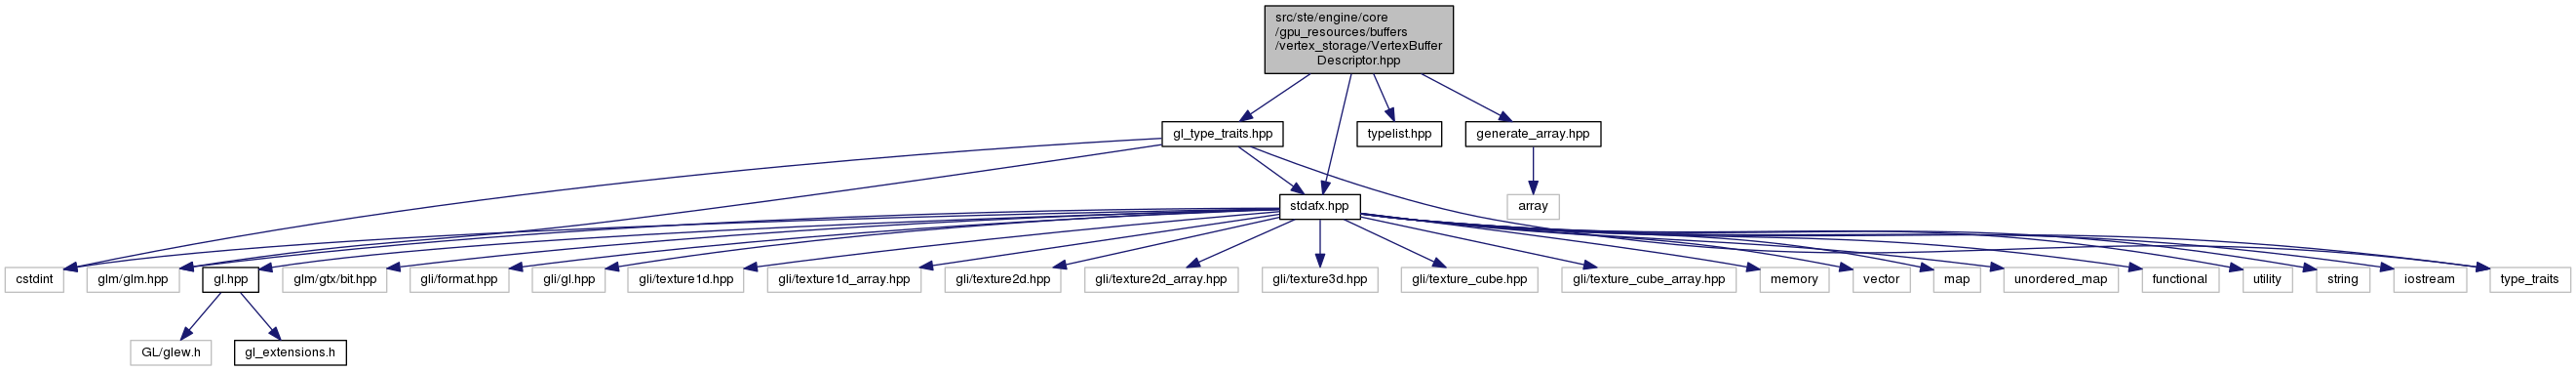 src/ste/engine/core
/gpu_resources/buffers
/vertex_storage/VertexBuffer
Descriptor.hpp
gl_type_traits.hpp
typelist.hpp
generate_array.hpp
stdafx.hpp
array
cstdint
glm/glm.hpp
gl.hpp
glm/gtx/bit.hpp
gli/format.hpp
gli/gl.hpp
gli/texture1d.hpp
gli/texture1d_array.hpp
gli/texture2d.hpp
gli/texture2d_array.hpp
gli/texture3d.hpp
gli/texture_cube.hpp
gli/texture_cube_array.hpp
memory
vector
map
unordered_map
functional
utility
string
iostream
type_traits
GL/glew.h
gl_extensions.h